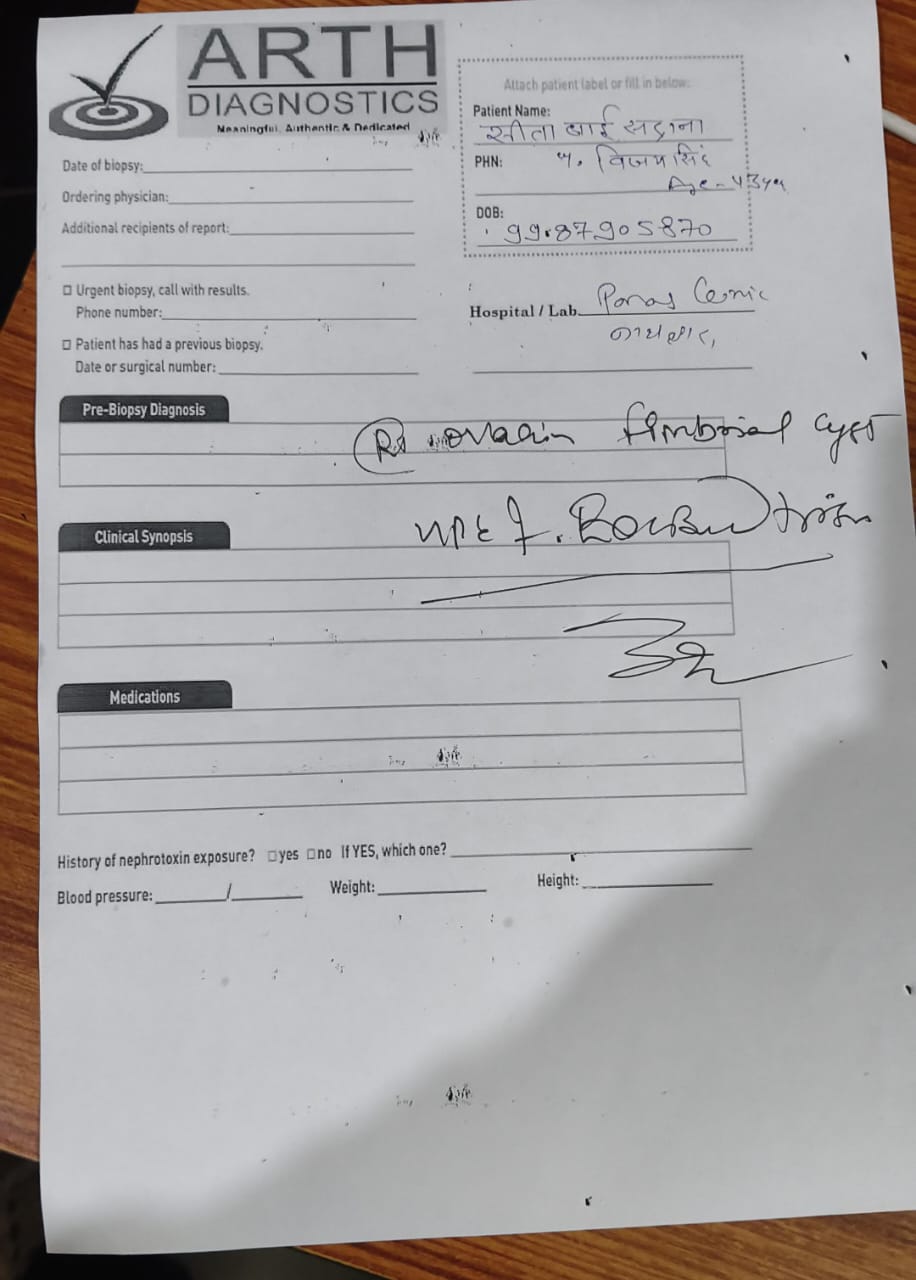 ARTH
DIAGNOSTICS
Meaningful, Authentic & Dedicated
Attach patient label or fill in below:
Patient Name:
सीता बाई
PHN: विजयसिंह
Age - 43 yr
DOB:
9987905870
Date of biopsy:
Ordering physician:
Additional recipients of report:
□ Urgent biopsy, call with results.
Phone number:
□ Patient has had a previous biopsy.
Date or surgical number:
Hospital / Lab Paras Clinic
Pre-Biopsy Diagnosis
Rt ovarian fimbrial cyst
Clinical Synopsis
Medications
History of nephrotoxin exposure? □yes □no If YES, which one?
Blood pressure: / Weight: Height: